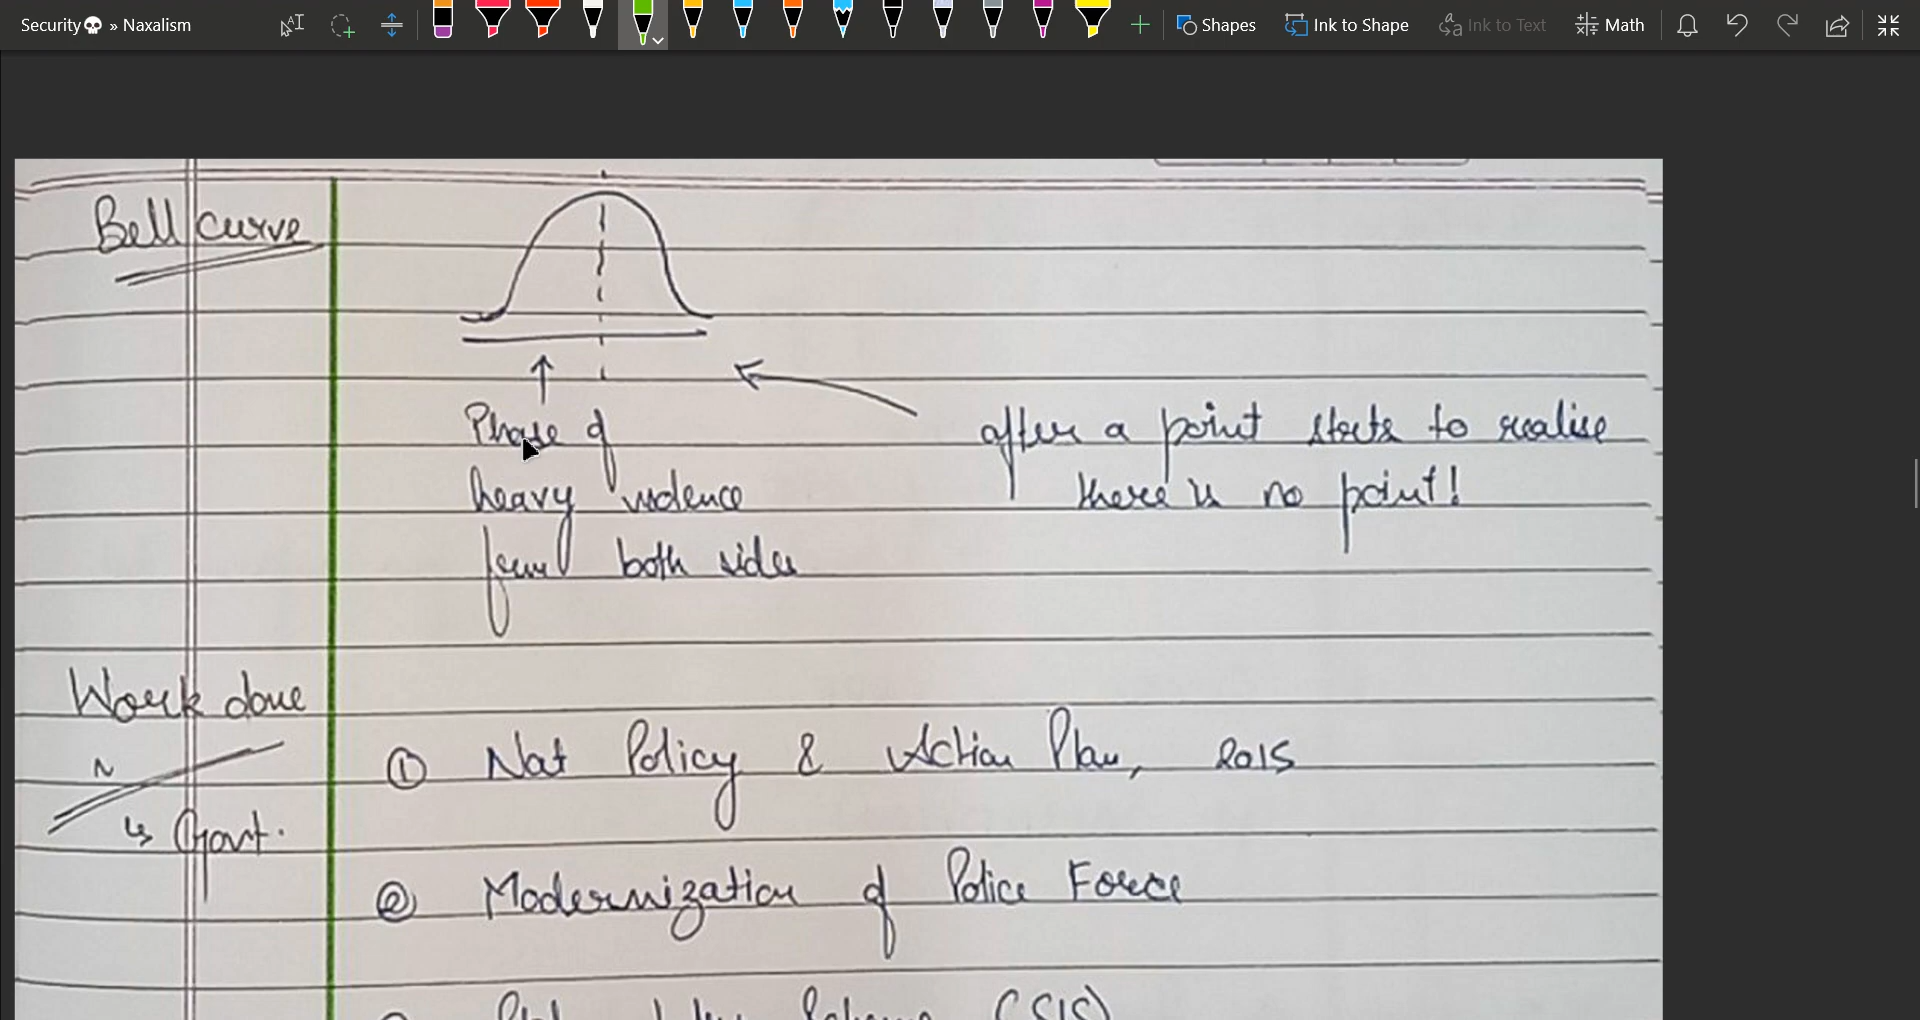 Security💀 » Naxalism
Shapes
Ink to Shape
Ink to Text
Math
Bell curve
Phase of
heavy violence
from both sides
after a point starts to realise
there is no point!
Work done
↳ Govt.
① Nat Policy & Action Plan, 2015
② Modernization of Police Force
(SIS)